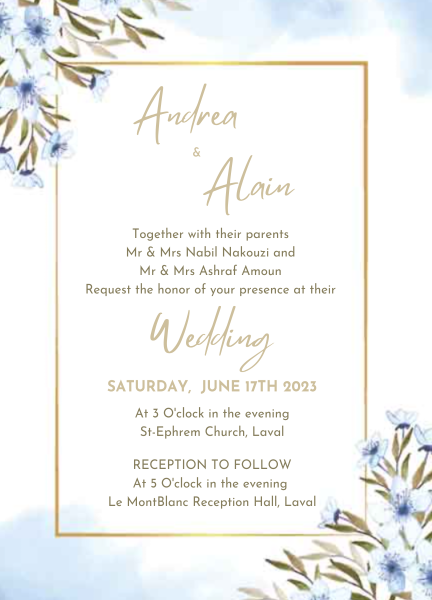 Andrea
&
Alain
Together with their parents
Mr & Mrs Nabil Nakouzi and
Mr & Mrs Ashraf Amoun
Request the honor of your presence at their
Wedding
SATURDAY, JUNE 17TH 2023
At 3 O'clock in the evening
St-Ephrem Church, Laval
RECEPTION TO FOLLOW
At 5 O'clock in the evening
Le MontBlanc Reception Hall, Laval